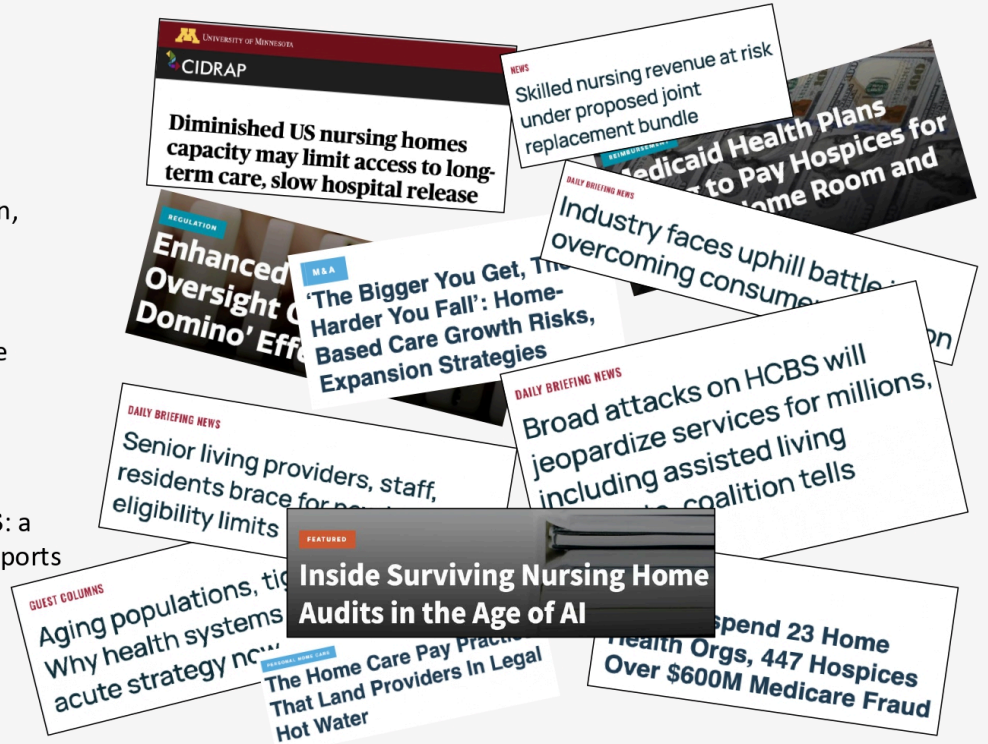 UNIVERSITY OF MINNESOTA
CIDRAP
Diminished US nursing homes
capacity may limit access to long-
term care, slow hospital release
NEWS
Skilled nursing revenue at risk
under proposed joint
replacement bundle
REIMBURSEMENT
Medicaid Health Plans
to Pay Hospices for
Room and
DAILY BRIEFING NEWS
Industry faces uphill battle
overcoming
REGULATION
Enhanced
Oversight
Domino'
M&A
'The Bigger You Get, The
Harder You Fall': Home-
Based Care Growth Risks,
Expansion Strategies
DAILY BRIEFING NEWS
Broad attacks on HCBS will
jeopardize services for millions,
including assisted living
coalition tells
DAILY BRIEFING NEWS
Senior living providers, staff,
residents brace for
eligibility limits
a
FEATURED
Inside Surviving Nursing Home
Audits in the Age of AI
GUEST COLUMNS
Aging populations,
Why health systems
acute strategy now
PERSONAL HOME CARE
The Home Care Pay
That Land Providers In Legal
Hot Water
23 Home
Health Orgs, 447 Hospices
Over $600M Medicare Fraud